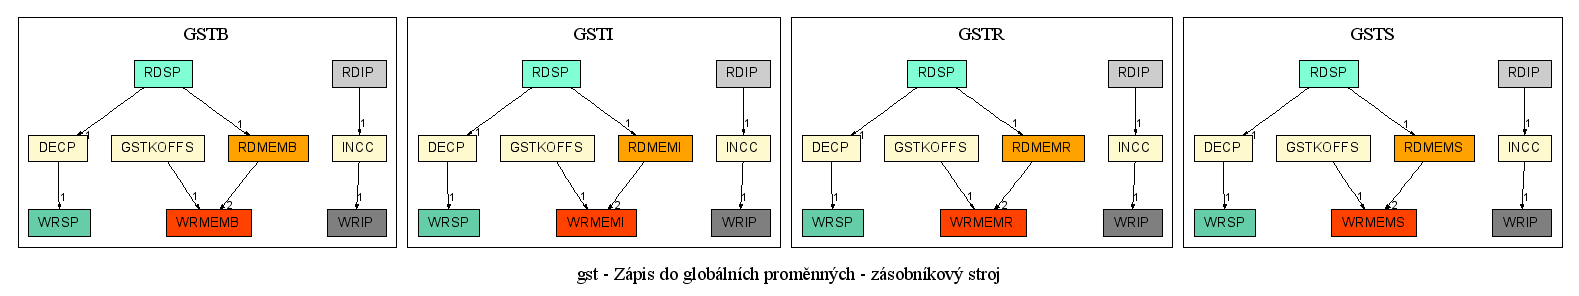 GSTB GSTI GSTR GSTS
RDSP RDIP RDSP RDIP RDSP RDIP RDSP RDIP
1 1 1 1 1 1 1 1 1 1 1 1
DECP GSTKOFFS RDMEMB INCC DECP GSTKOFFS RDMEMI INCC DECP GSTKOFFS RDMEMR INCC DECP GSTKOFFS RDMEMS INCC
1 1 2 1 1 1 2 1 1 1 2 1 1 1 2 1
WRSP WRMEMB WRIP WRSP WRMEMI WRIP WRSP WRMEMR WRIP WRSP WRMEMS WRIP
gst - Zápis do globálních proměnných - zásobníkový stroj